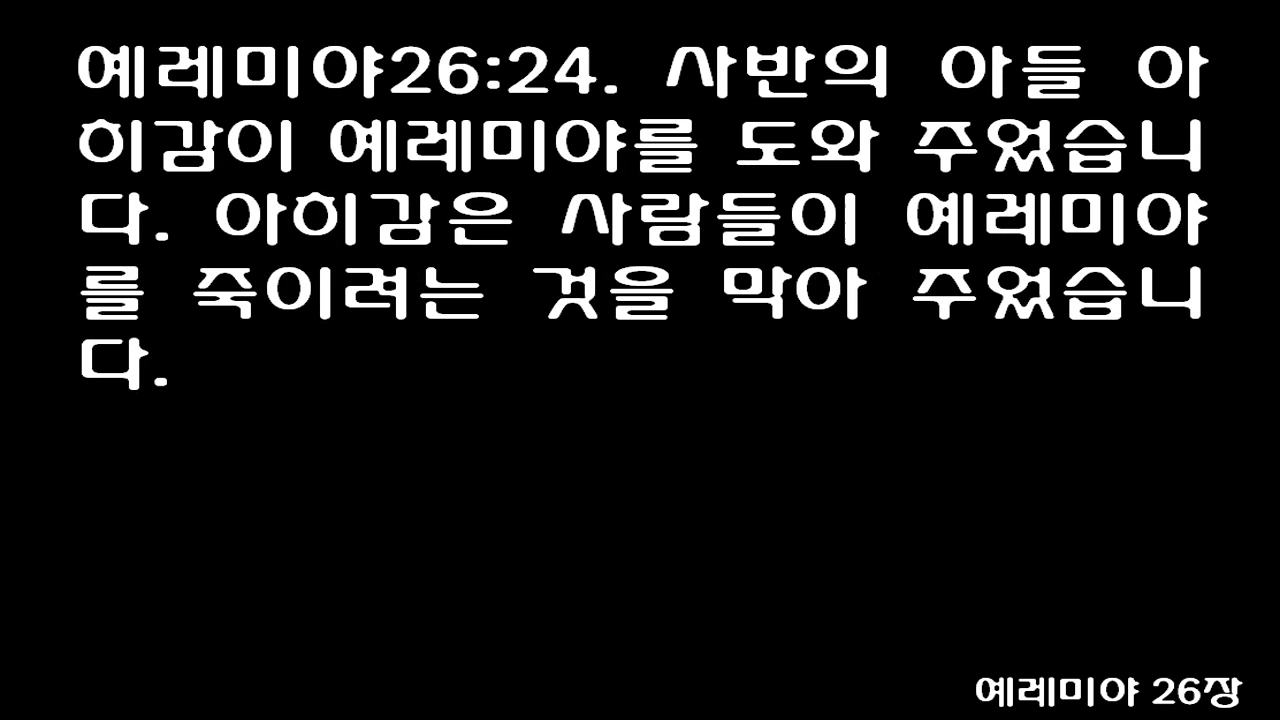 예레미야26:24. 사반의 아들 아
히감이 예레미야를 도와 주었습니
다. 아히감은 사람들이 예레미야
를 죽이려는 것을 막아 주었습니
다.
예레미야 26장